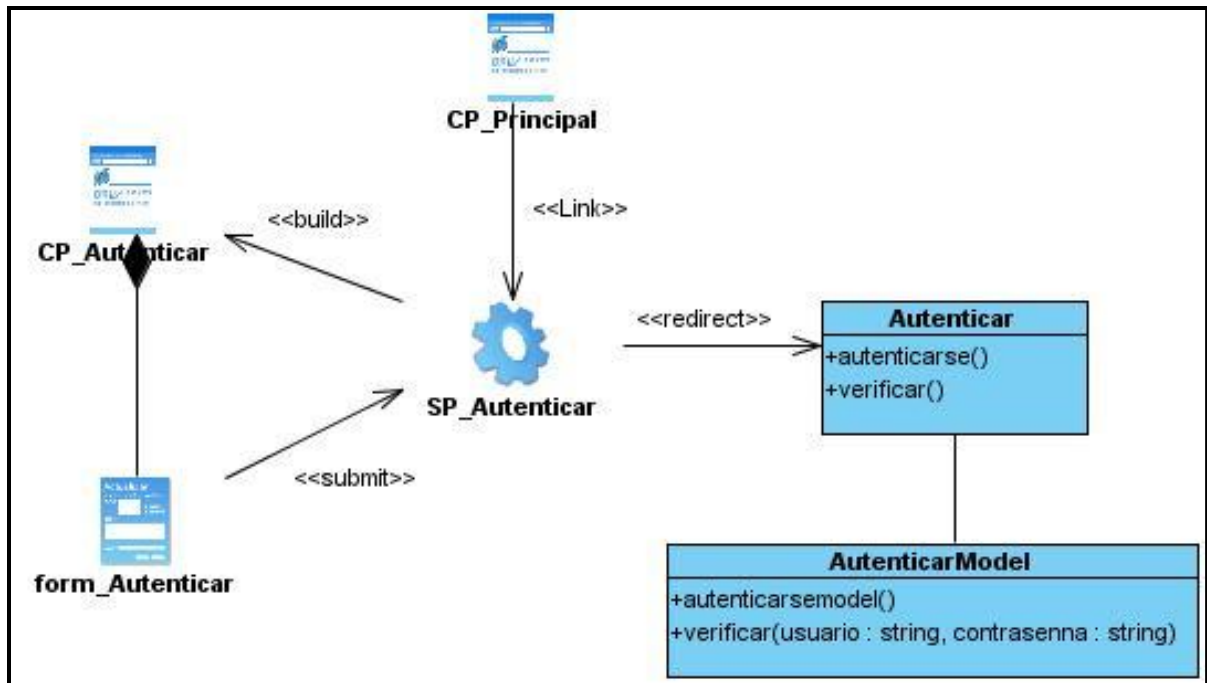 CP_Principal
<<Link>>
CP_Autenticar
<<build>>
SP_Autenticar
<<redirect>>
<<submit>>
form_Autenticar
Autenticar
+autenticarse()
+verificar()
AutenticarModel
+autenticarsemodel()
+verificar(usuario : string, contrasenna : string)